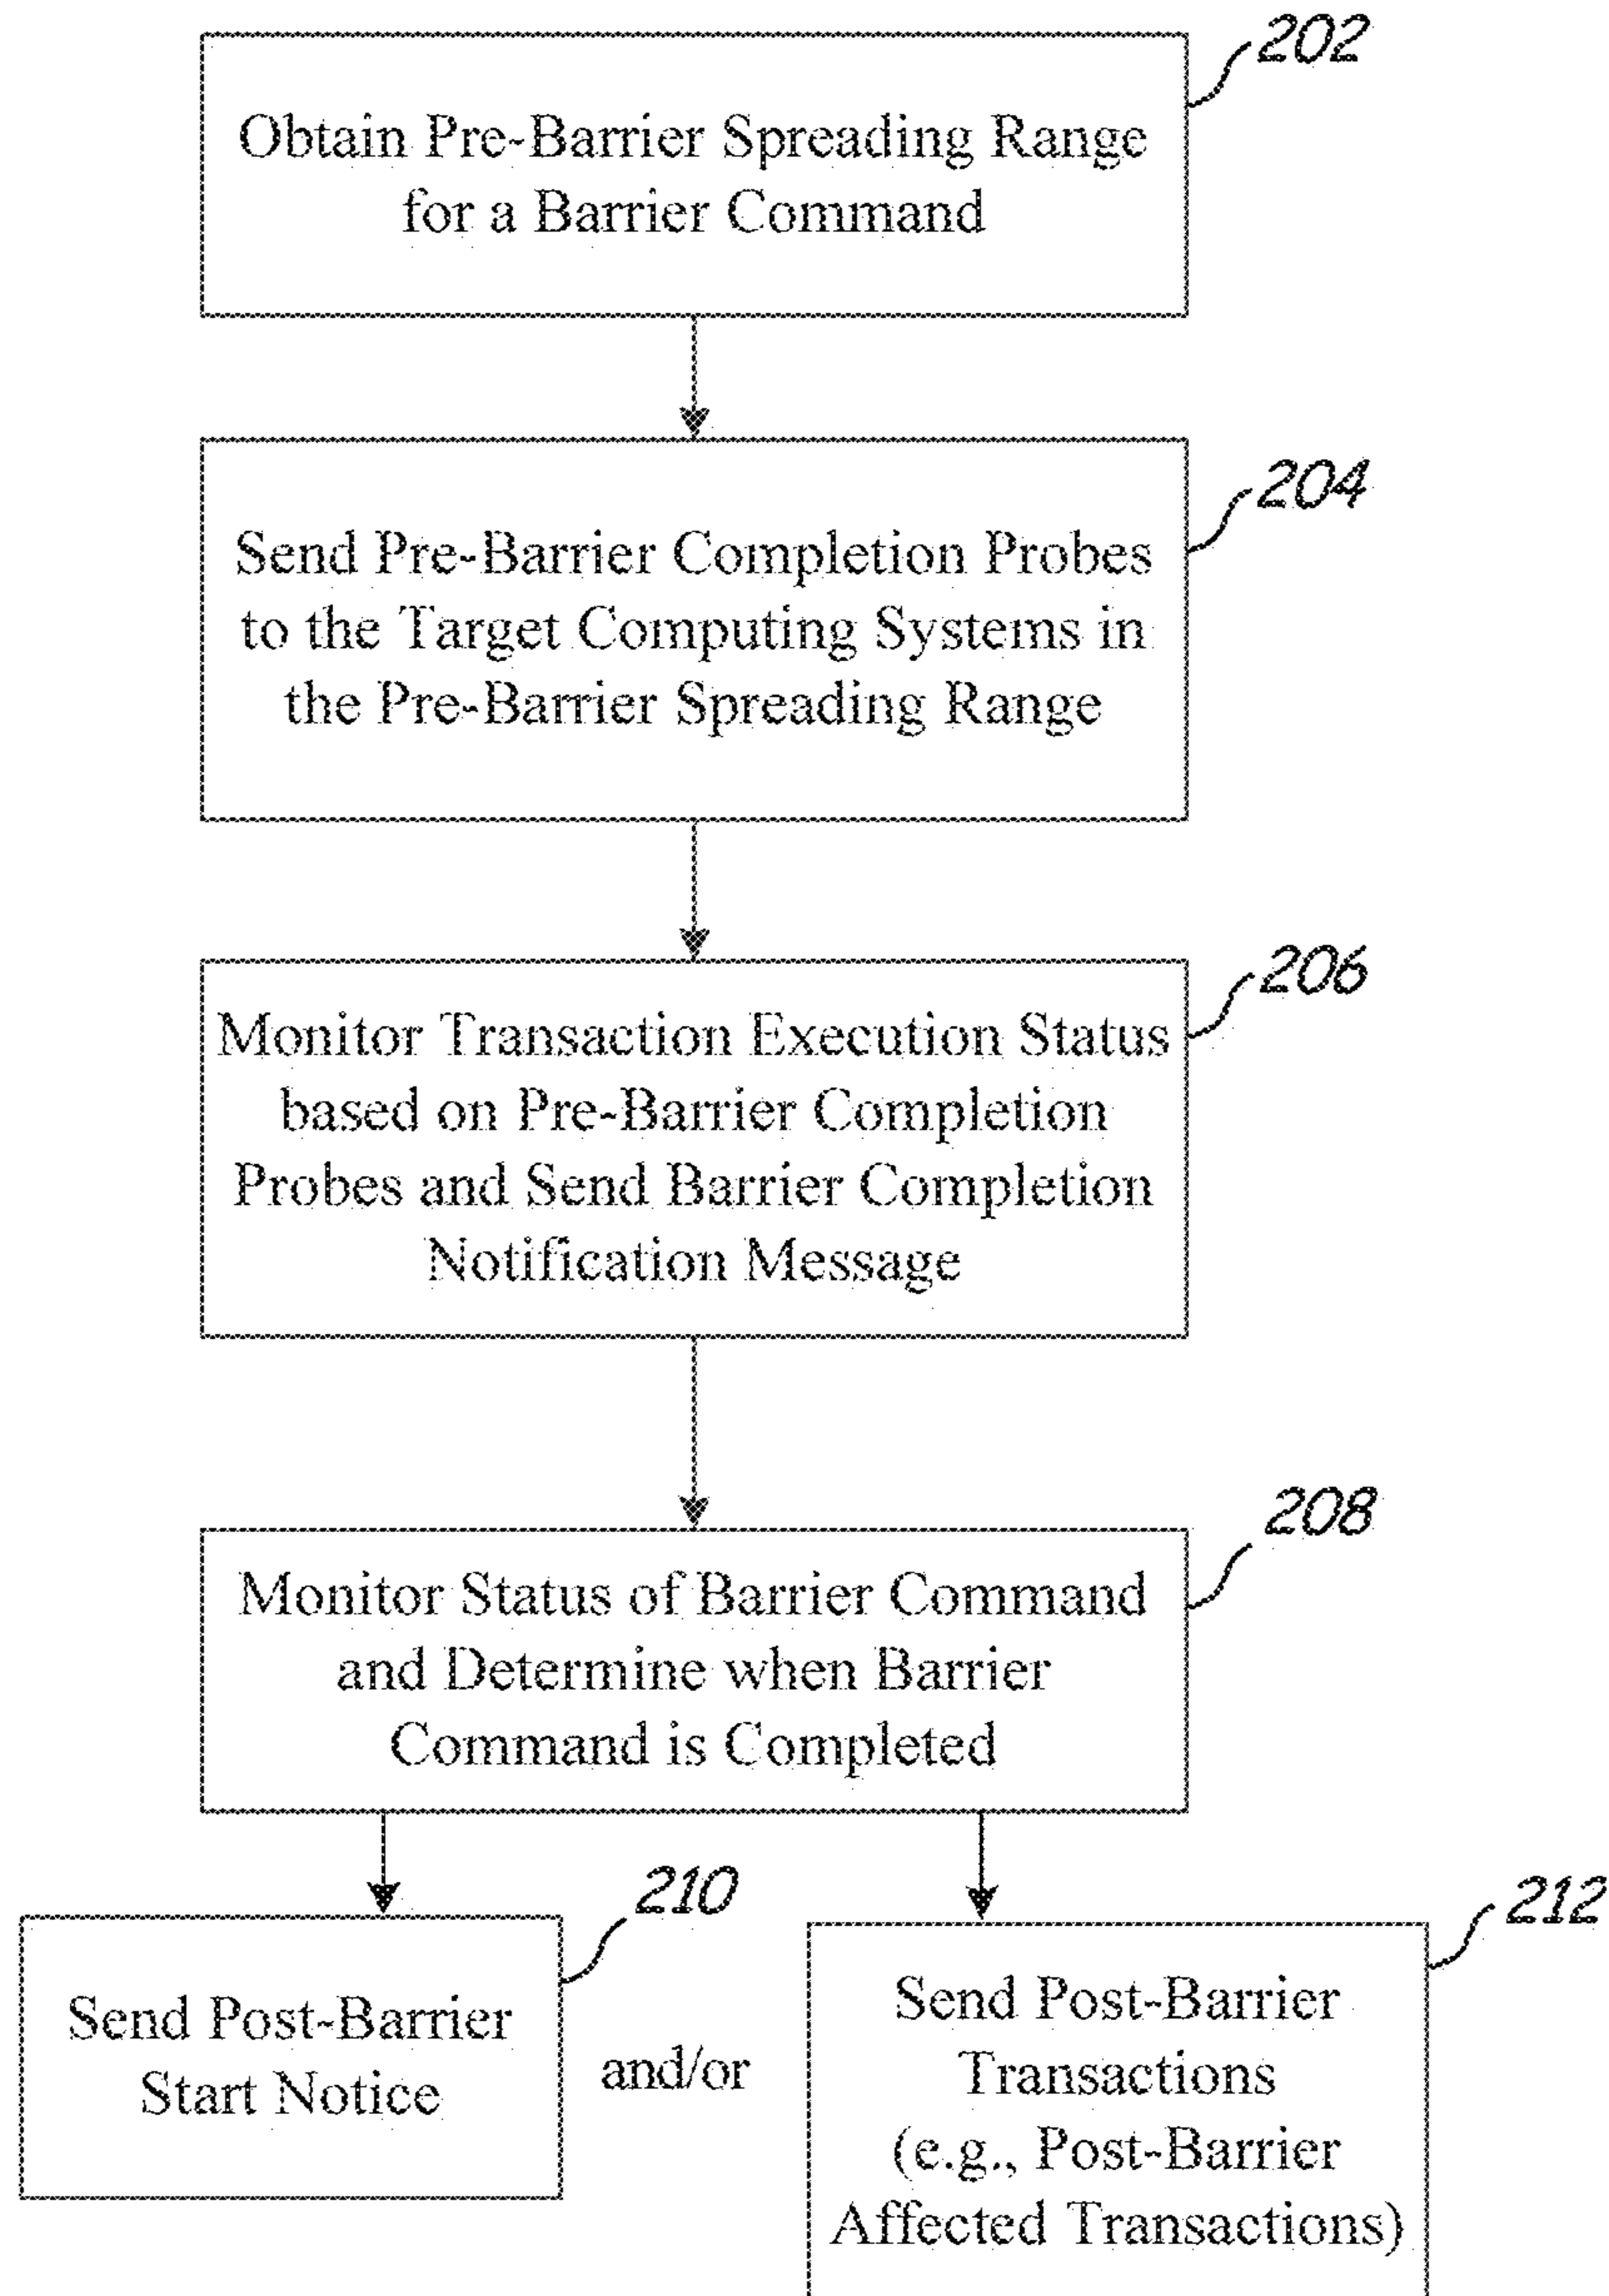 202
Obtain Pre-Barrier Spreading Range
for a Barrier Command
204
Send Pre-Barrier Completion Probes
to the Target Computing Systems in
the Pre-Barrier Spreading Range
206
Monitor Transaction Execution Status
based on Pre-Barrier Completion
Probes and Send Barrier Completion
Notification Message
208
Monitor Status of Barrier Command
and Determine when Barrier
Command is Completed
210
Send Post-Barrier
Start Notice
and/or
212
Send Post-Barrier
Transactions
(e.g., Post-Barrier
Affected Transactions)